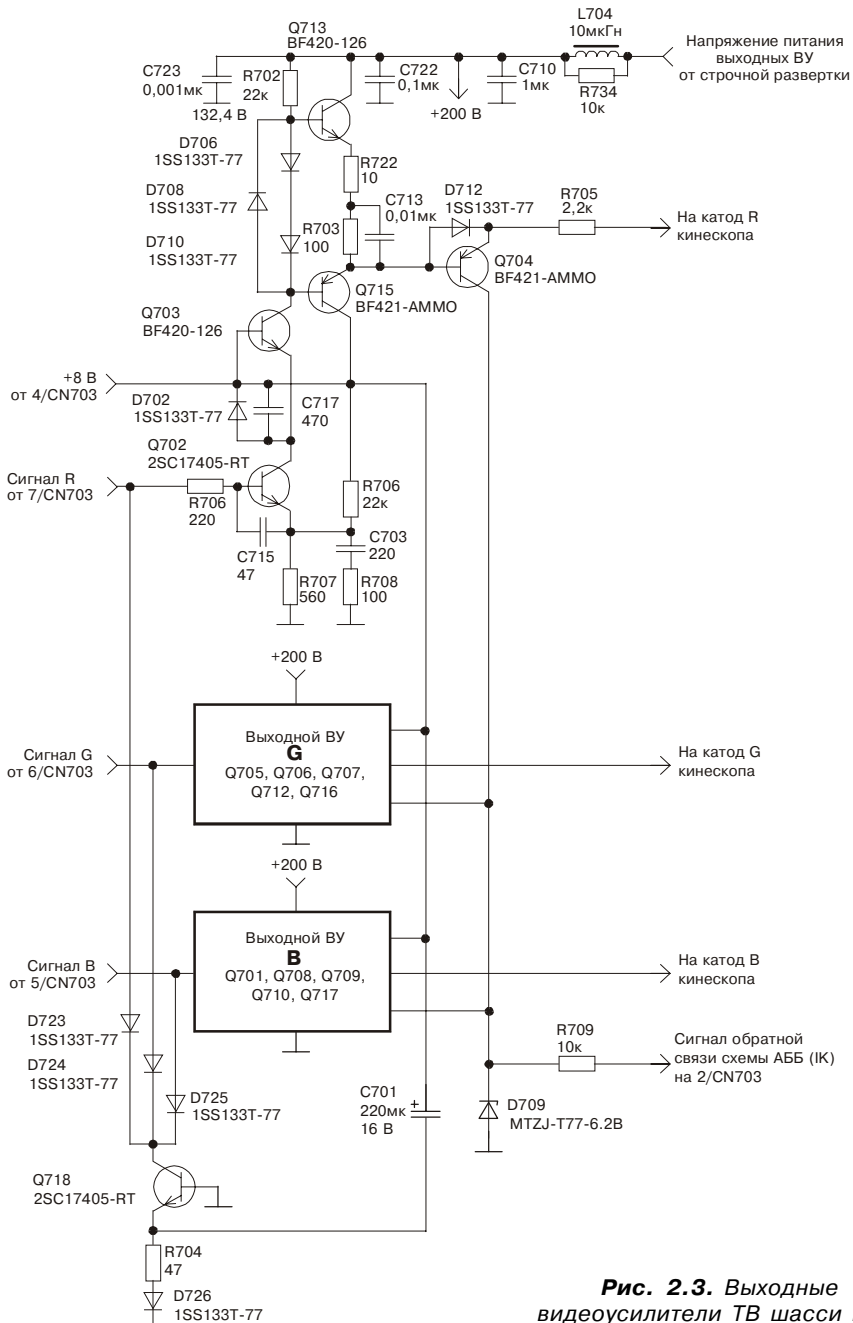 Q713
BF420-126
L704
10мкГн
Напряжение питания
выходных ВУ
от строчной развертки
C723
0,001мк
R702
22к
C722
0,1мк
C710
1мк
R734
10к
132,4 В
+200 В
D706
1SS133T-77
R722
10
D708
1SS133T-77
C713
0,01мк
D712
1SS133T-77
R705
2,2к
На катод R
кинескопа
R703
100
D710
1SS133T-77
Q704
BF421-AMMO
Q715
BF421-AMMO
Q703
BF420-126
+8 В
от 4/CN703
D702
1SS133T-77
C717
470
Q702
2SC17405-RT
Сигнал R
от 7/CN703
R706
220
R706
22к
C715
47
C703
220
R707
560
R708
100
+200 В
Выходной ВУ
G
Q705, Q706, Q707,
Q712, Q716
Сигнал G
от 6/CN703
На катод G
кинескопа
+200 В
Выходной ВУ
B
Q701, Q708, Q709,
Q710, Q717
Сигнал B
от 5/CN703
На катод B
кинескопа
D723
1SS133T-77
D724
1SS133T-77
D725
1SS133T-77
R709
10к
Сигнал обратной
связи схемы АББ (IK)
на 2/CN703
C701
220мк
16 В
+
D709
MTZJ-T77-6.2B
Q718
2SC17405-RT
R704
47
D726
1SS133T-77
Рис. 2.3. Выходные
видеоусилители ТВ шасси